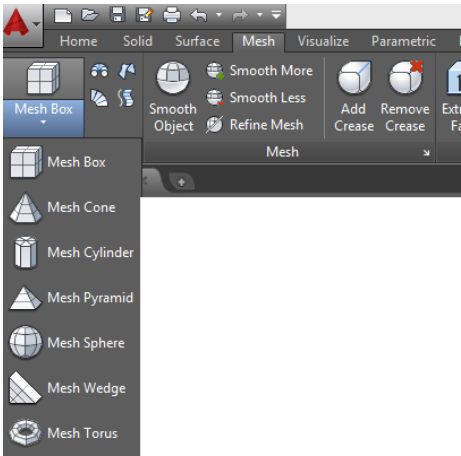 Home Solid Surface Mesh Visualize Parametric
Mesh Box
Smooth Object
Smooth More
Smooth Less
Refine Mesh
Add Crease
Remove Crease
Mesh
Mesh Box
Mesh Cone
Mesh Cylinder
Mesh Pyramid
Mesh Sphere
Mesh Wedge
Mesh Torus